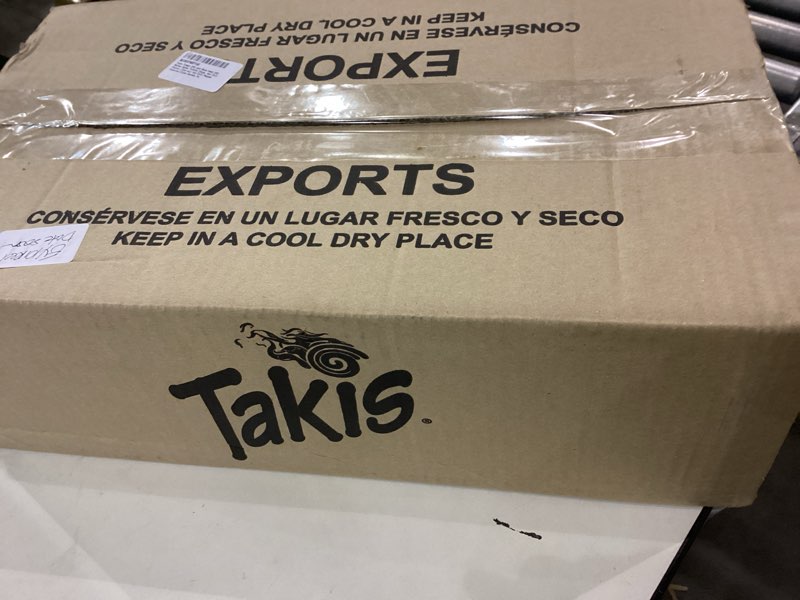 KEEP IN A COOL DRY PLACE
CONSÉRVESE EN UN LUGAR FRESCO Y SECO
EXPORT
EXPORTS
CONSÉRVESE EN UN LUGAR FRESCO Y SECO
KEEP IN A COOL DRY PLACE
Takis®